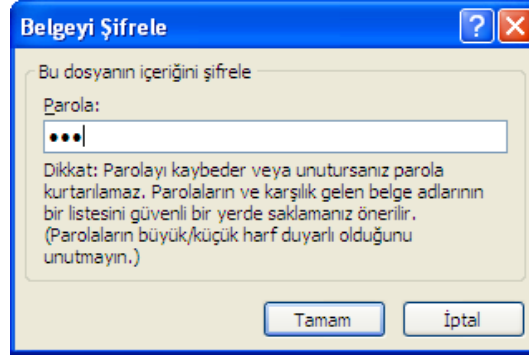 Belgeyi Şifrele
Bu dosyanın içeriğini şifrele
Parola:
●●●
Dikkat: Parolayı kaybeder veya unutursanız parola
kurtarılamaz. Parolaların ve karşılık gelen belge adlarının
bir listesini güvenli bir yerde saklamanız önerilir.
(Parolaların büyük/küçük harf duyarlı olduğunu
unutmayın.)
Tamam
İptal